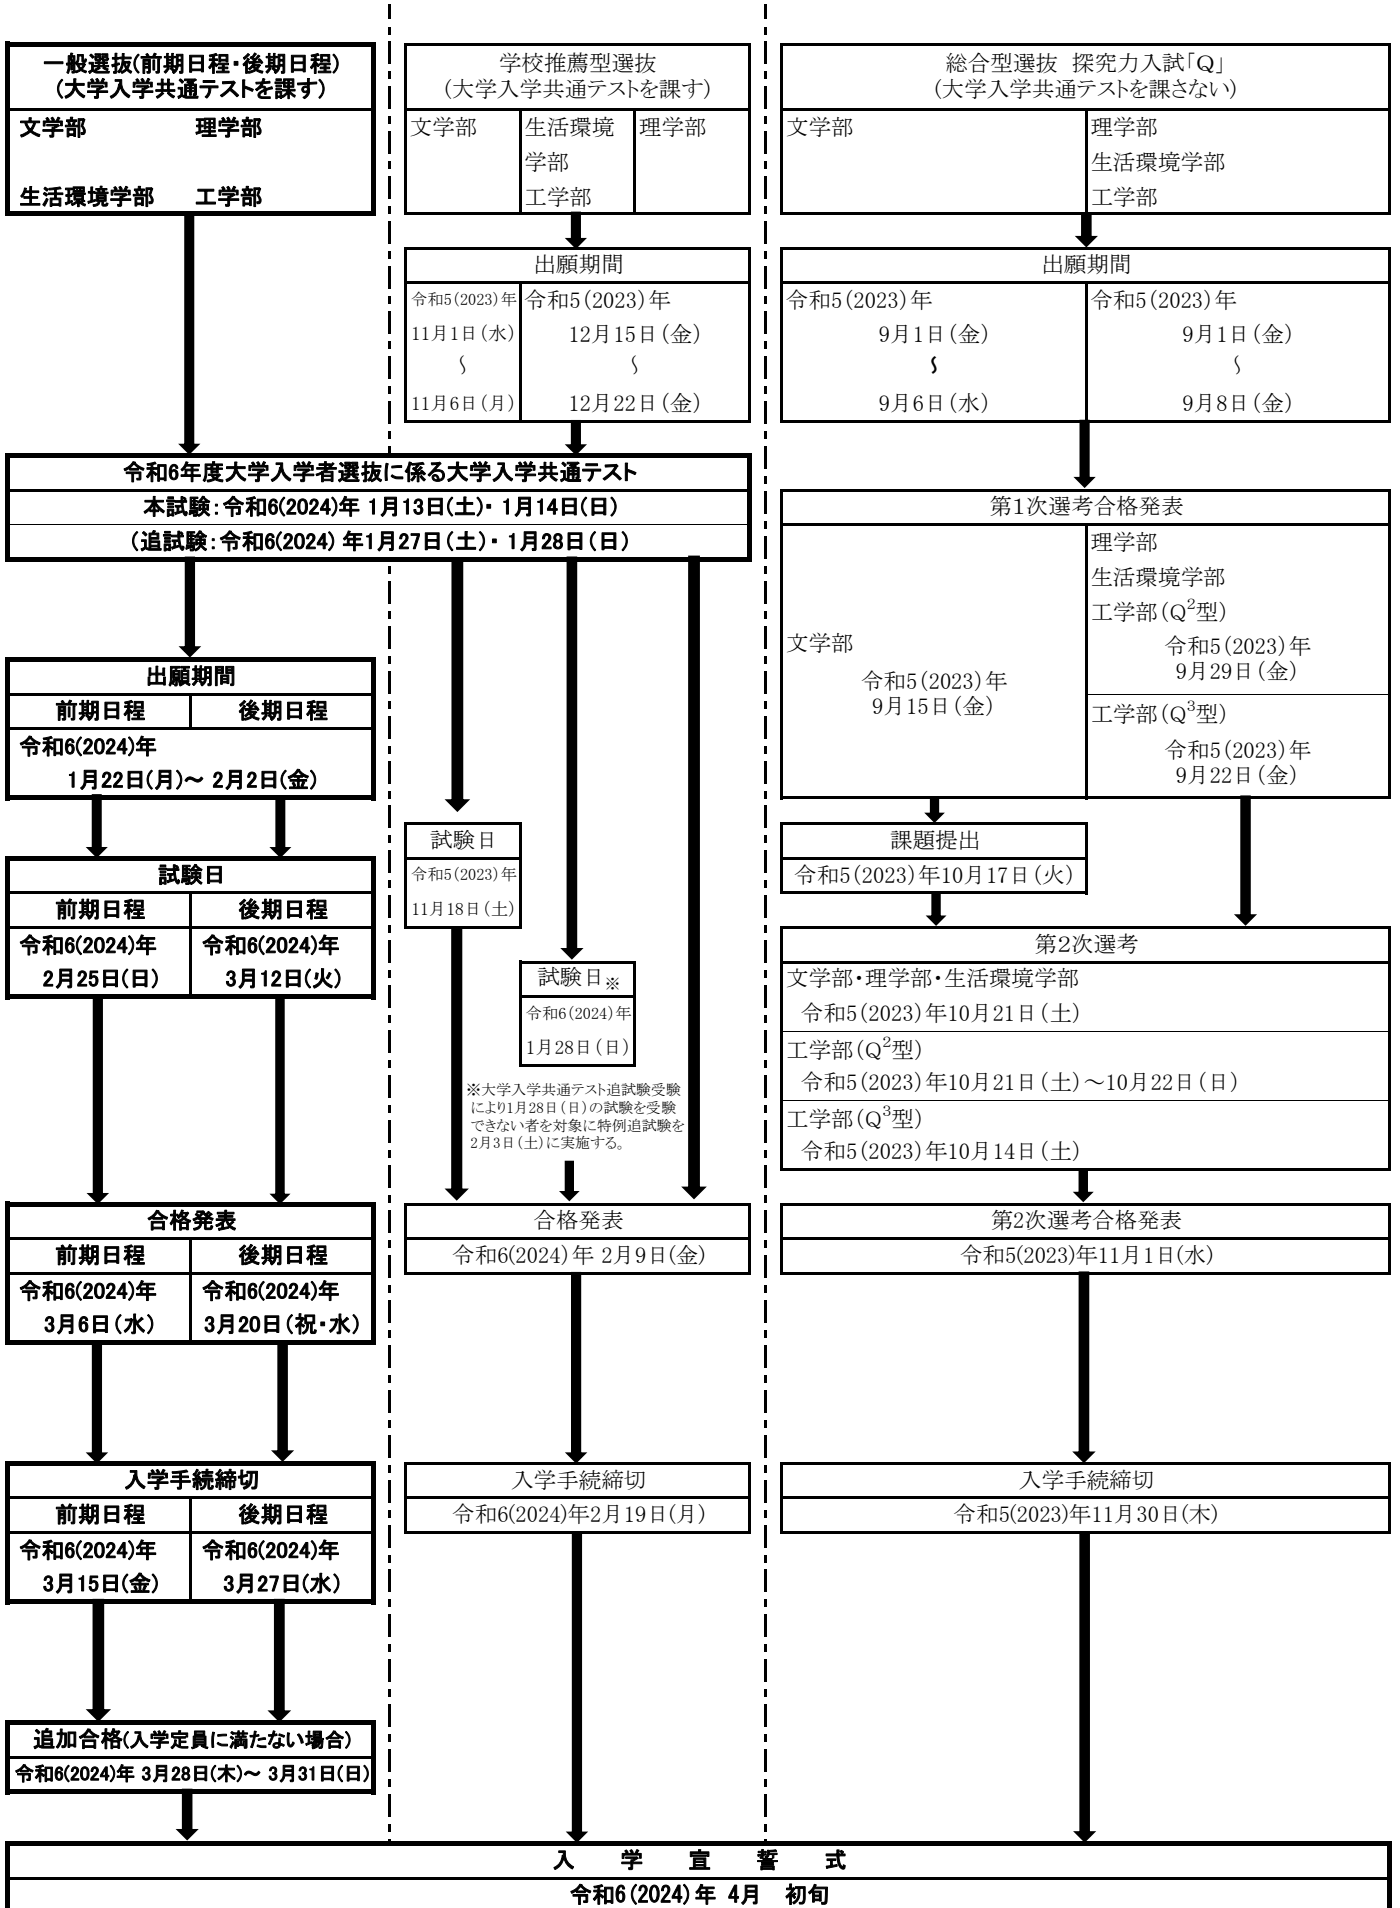 一般選抜(前期日程・後期日程)
(大学入学共通テストを課す)
文学部 理学部
生活環境学部 工学部
令和6年度大学入学者選抜に係る大学入学共通テスト
本試験：令和6(2024)年 1月13日(土)・ 1月14日(日)
(追試験：令和6(2024) 年1月27日(土)・ 1月28日(日)
出願期間
前期日程 後期日程
令和6(2024)年
1月22日(月)～ 2月2日(金)
試験日
前期日程 後期日程
令和6(2024)年 令和6(2024)年
2月25日(日) 3月12日(火)
合格発表
前期日程 後期日程
令和6(2024)年 令和6(2024)年
3月6日(水) 3月20日(祝・水)
入学手続締切
前期日程 後期日程
令和6(2024)年 令和6(2024)年
3月15日(金) 3月27日(水)
追加合格(入学定員に満たない場合)
令和6(2024)年 3月28日(木)～ 3月31日(日)
学校推薦型選抜
(大学入学共通テストを課す)
文学部
生活環境
学部
工学部
理学部
出願期間
令和5(2023)年
11月1日(水)
～
11月6日(月)
令和5(2023)年
12月15日(金)
～
12月22日(金)
試験日
令和5(2023)年
11月18日(土)
試験日※
令和6(2024)年
1月28日(日)
※大学入学共通テスト追試験受験
により1月28日(日)の試験を受験
できない者を対象に特例追試験を
2月3日(土)に実施する。
合格発表
令和6(2024)年 2月9日(金)
入学手続締切
令和6(2024)年2月19日(月)
総合型選抜 探究力入試「Q」
(大学入学共通テストを課さない)
文学部
理学部
生活環境学部
工学部
出願期間
令和5(2023)年
9月1日(金)
～
9月6日(水)
令和5(2023)年
9月1日(金)
～
9月8日(金)
第1次選考合格発表
文学部
令和5(2023)年
9月15日(金)
理学部
生活環境学部
工学部(Q²型)
令和5(2023)年
9月29日(金)
工学部(Q³型)
令和5(2023)年
9月22日(金)
課題提出
令和5(2023)年10月17日(火)
第2次選考
文学部・理学部・生活環境学部
令和5(2023)年10月21日(土)
工学部(Q²型)
令和5(2023)年10月21日(土)～10月22日(日)
工学部(Q³型)
令和5(2023)年10月14日(土)
第2次選考合格発表
令和5(2023)年11月1日(水)
入学手続締切
令和5(2023)年11月30日(木)
入 学 宣 誓 式
令和6(2024)年 4月 初旬